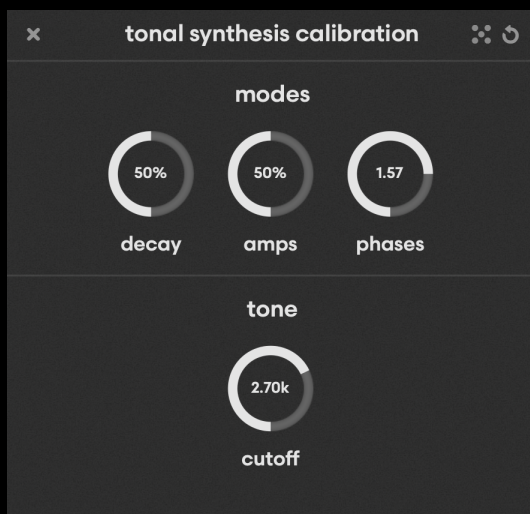 tonal synthesis calibration
modes
50% 50% 1.57
decay amps phases
tone
2.70k
cutoff